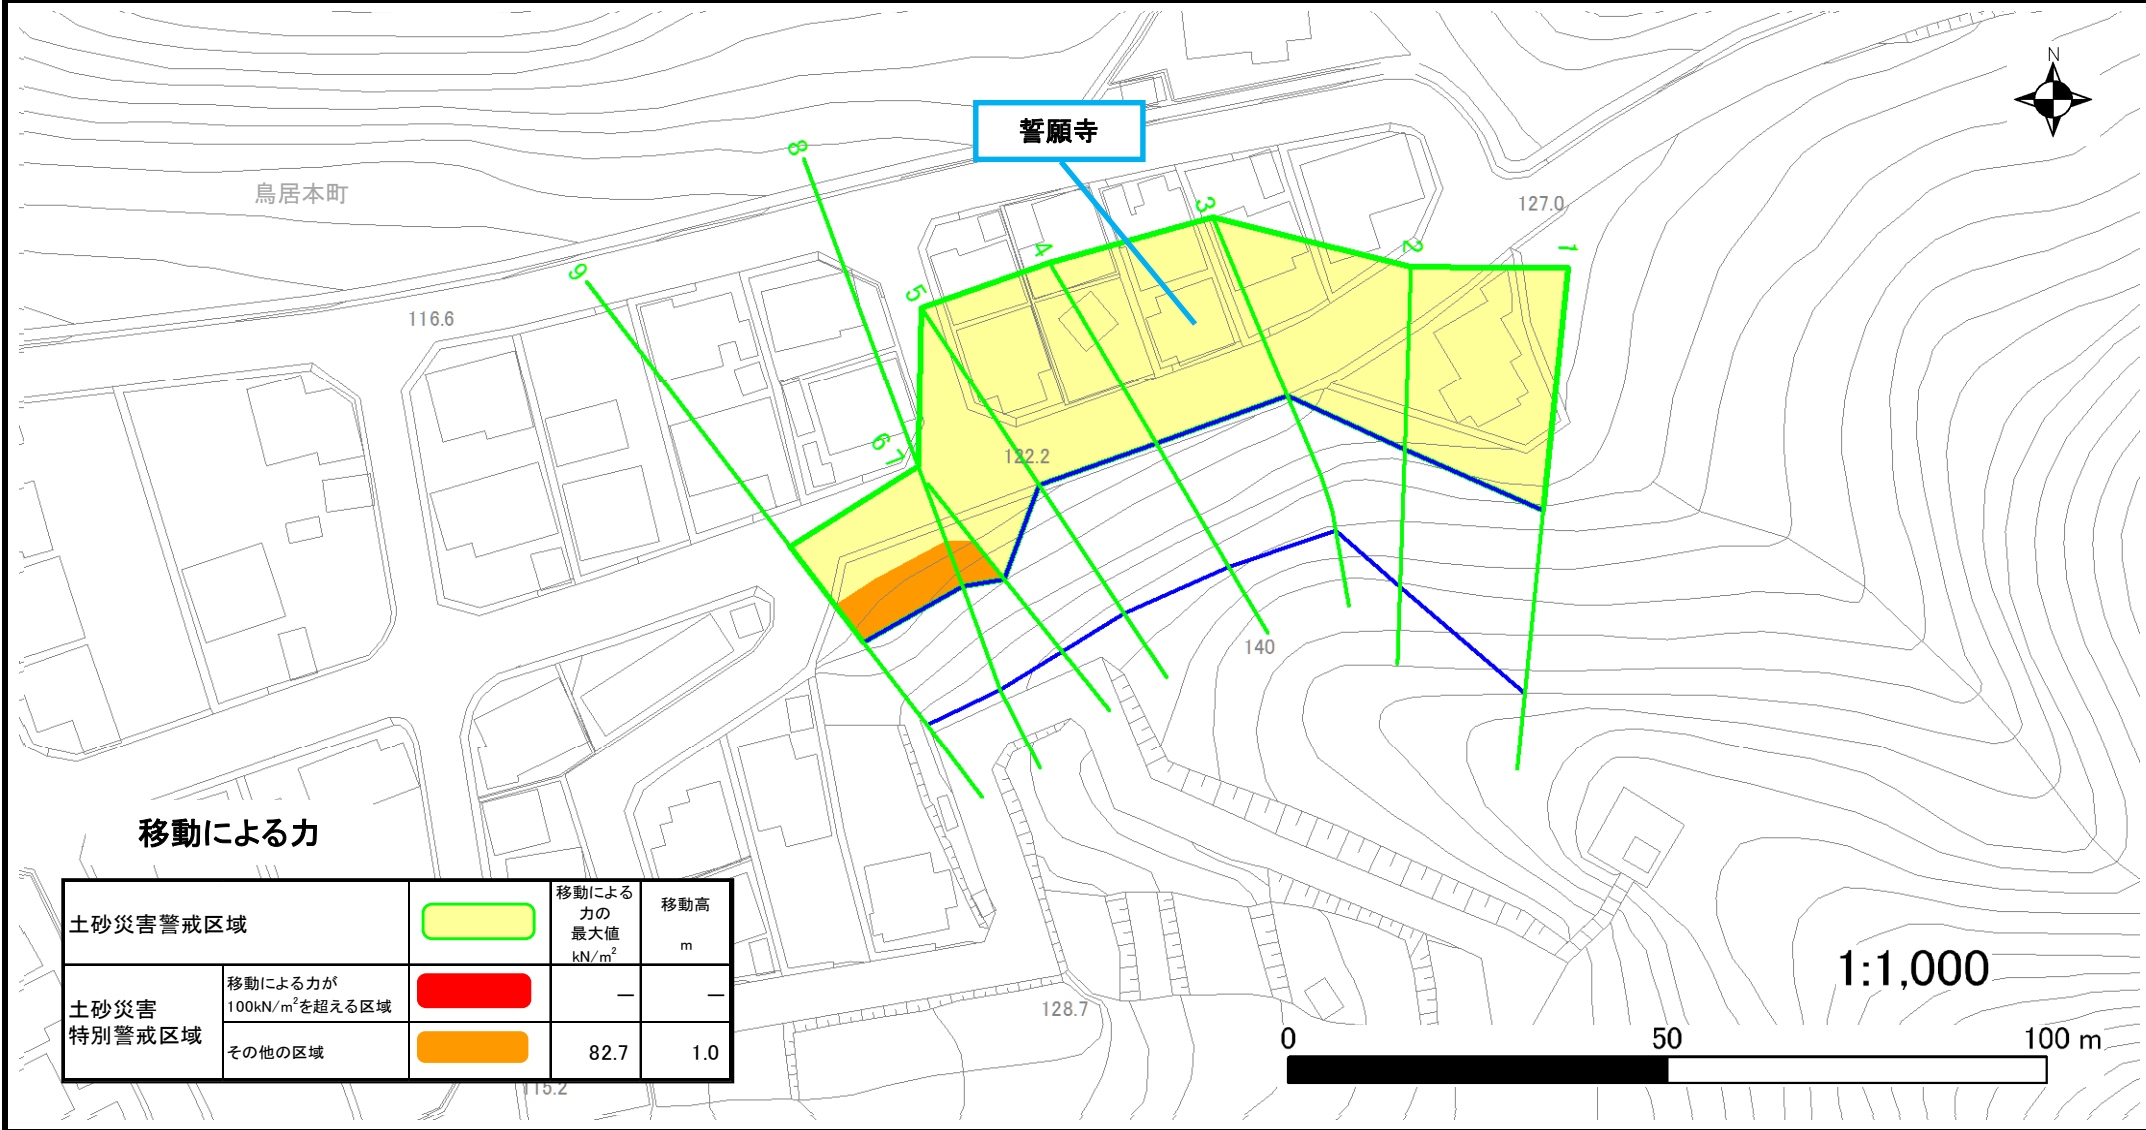 N
誓願寺
鳥居本町
8
3
127.0
4
2
1
9
5
116.6
6
7
122.2
140
移動による力
土砂災害警戒区域
移動による
力の
最大値
kN/m²
移動高
m
土砂災害
特別警戒区域
移動による力が
100kN/m²を超える区域
―
―
その他の区域
82.7
1.0
115.2
128.7
1:1,000
0
50
100 m